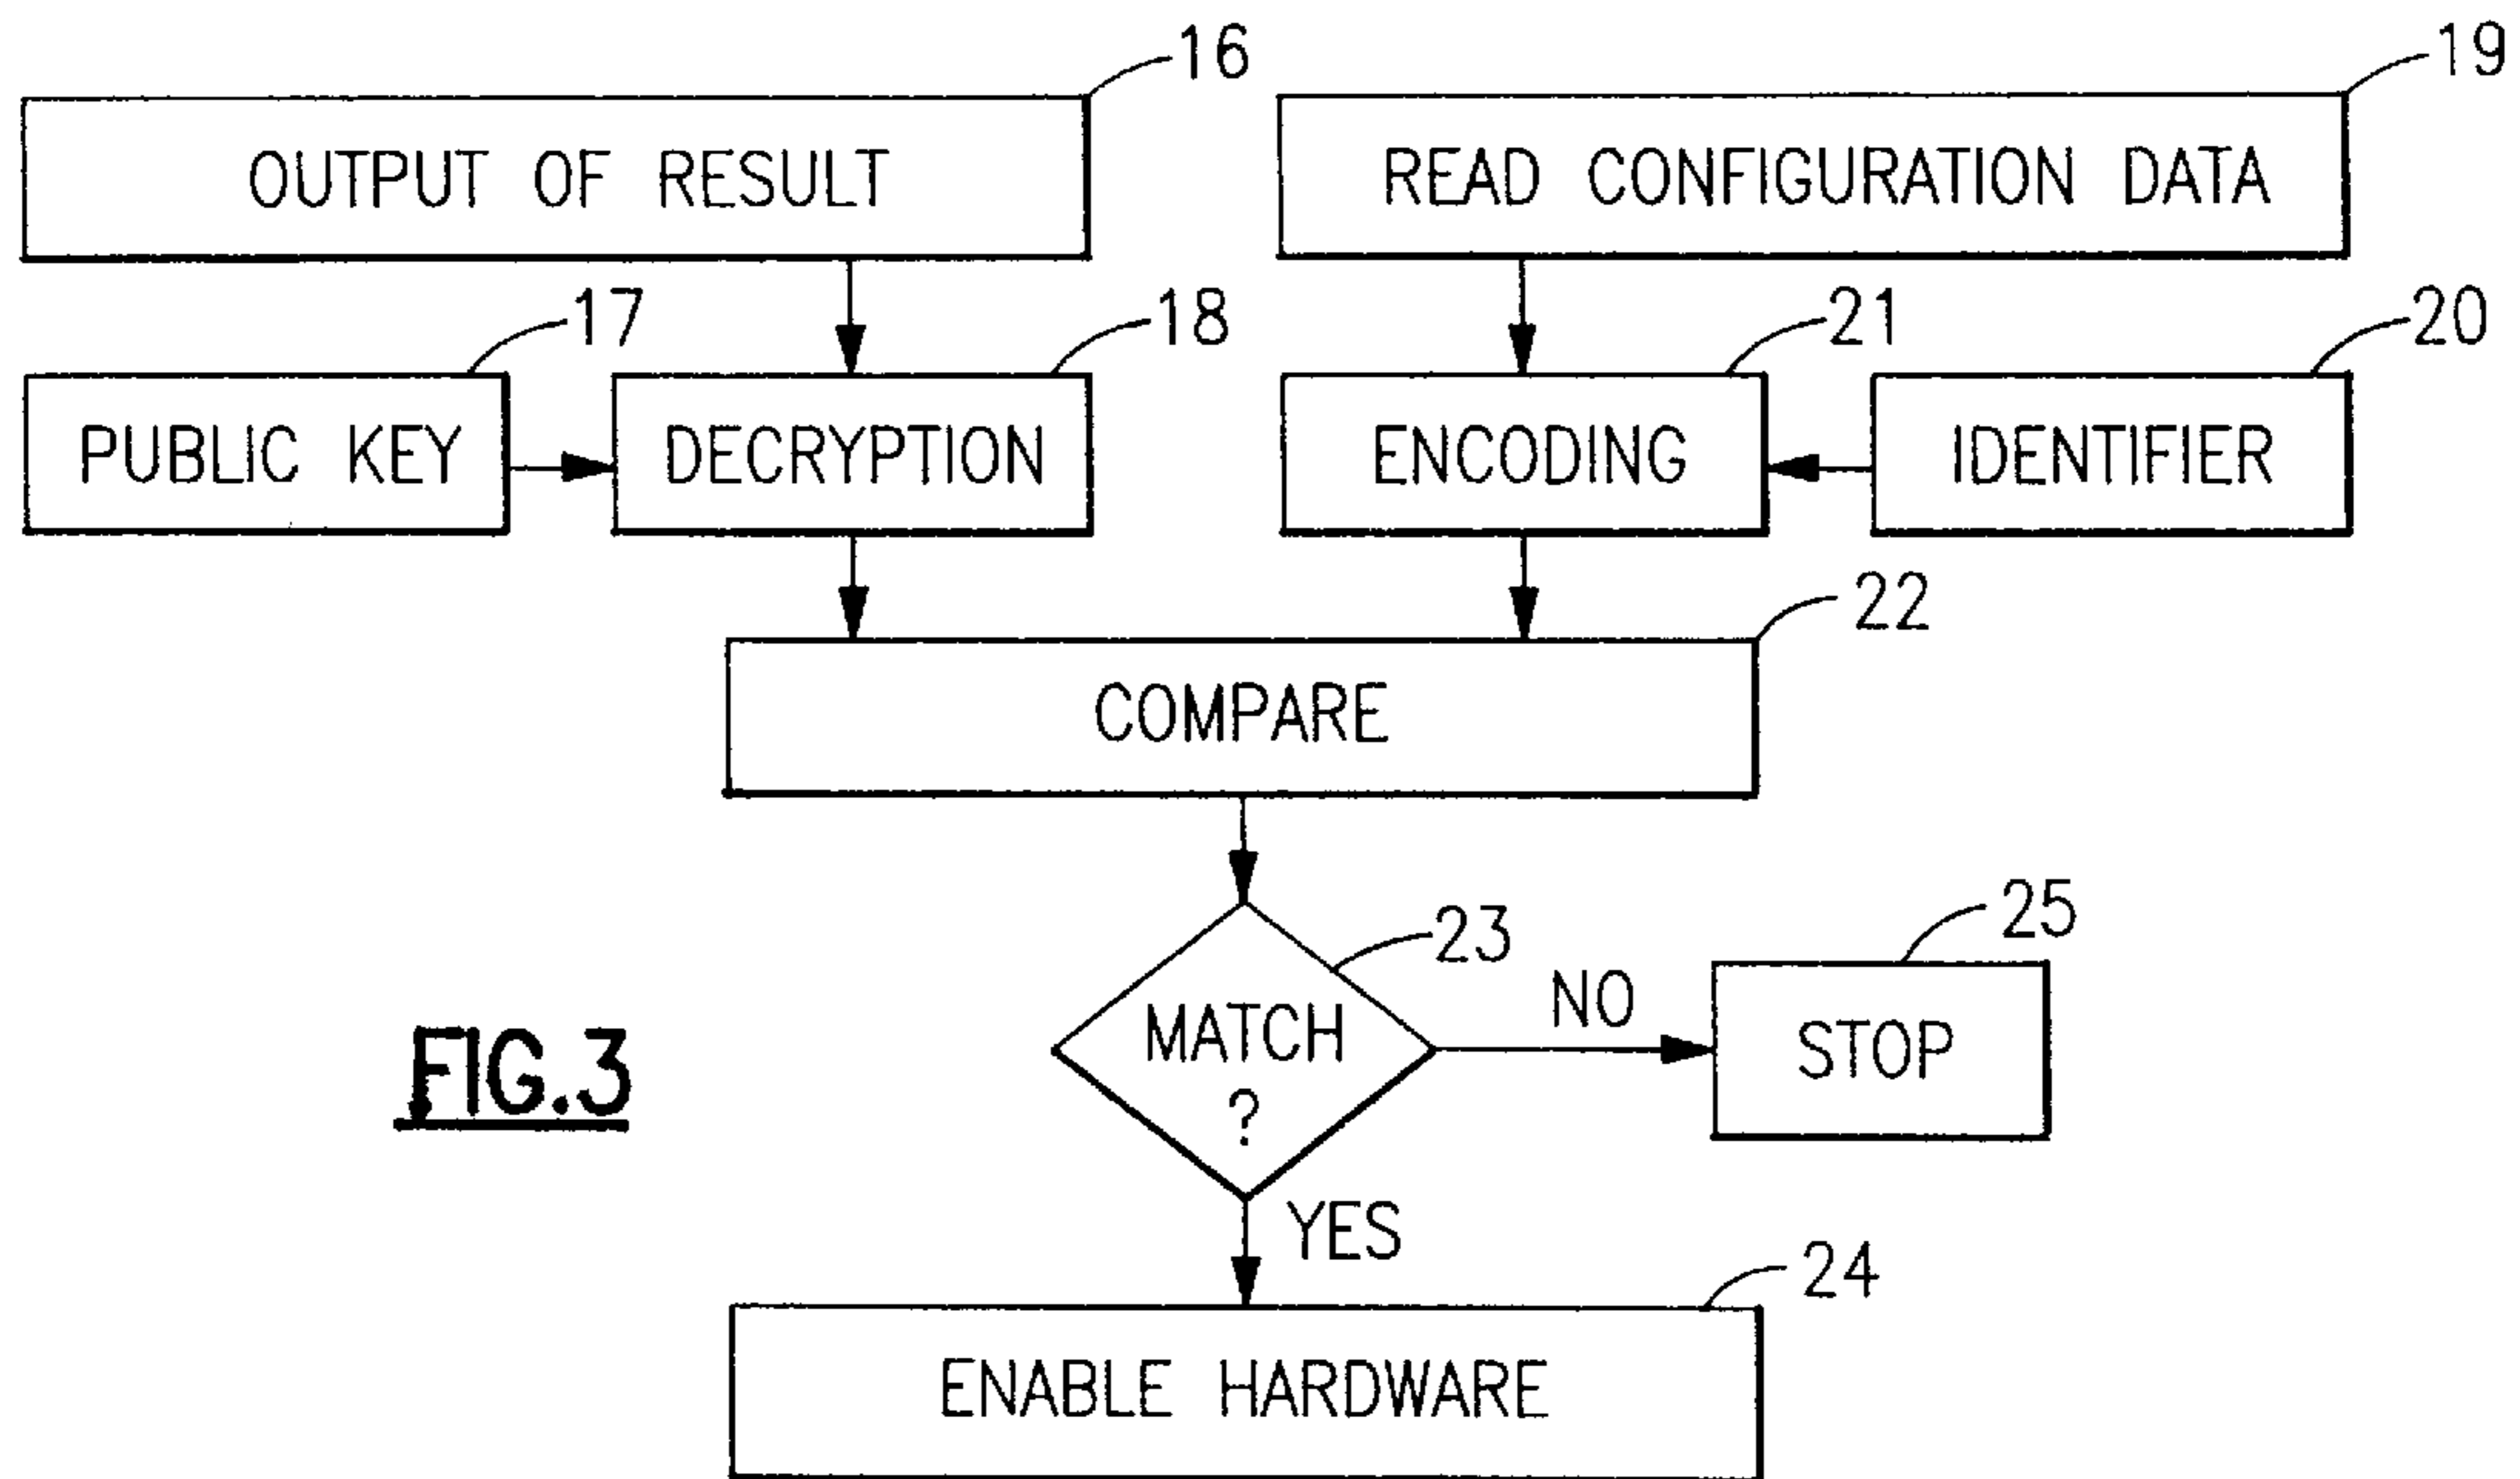 16
19
OUTPUT OF RESULT
READ CONFIGURATION DATA
17
18
21
20
PUBLIC KEY
DECRYPTION
ENCODING
IDENTIFIER
22
COMPARE
23
25
MATCH
?
NO
STOP
FIG.3
YES
24
ENABLE HARDWARE